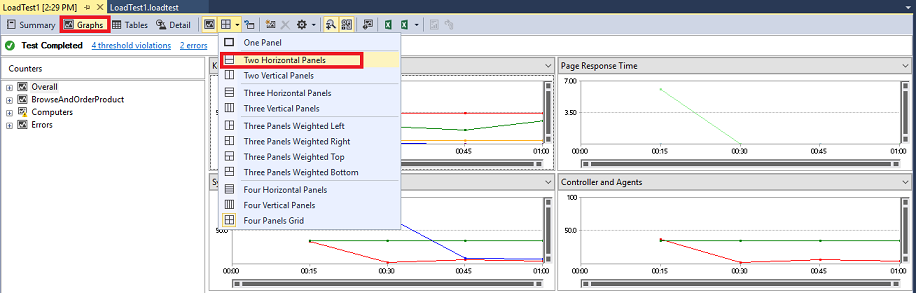 LoadTest1 [2:29 PM] LoadTest1.loadtest
Summary Graphs Tables Detail
Test Completed 4 threshold violations 2 errors
Counters
Overall
BrowseAndOrderProduct
Computers
Errors
One Panel
Two Horizontal Panels
Two Vertical Panels
Three Horizontal Panels
Three Vertical Panels
Three Panels Weighted Left
Three Panels Weighted Right
Three Panels Weighted Top
Three Panels Weighted Bottom
Four Horizontal Panels
Four Vertical Panels
Four Panels Grid
00:45 01:00
Page Response Time
7.00
3.50
00:00 00:15 00:30 00:45 01:00
Sy
50.0
00:00 00:15 00:30 00:45 01:00
Controller and Agents
100
50.0
00:00 00:15 00:30 00:45 01:00